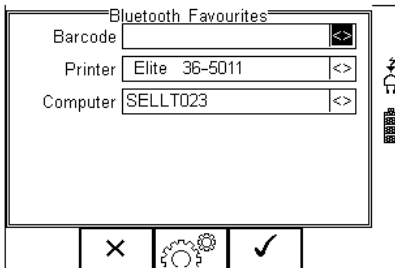 Bluetooth Favourites
Barcode <>
Printer Elite 36-5011 <>
Computer SELLT023 <>